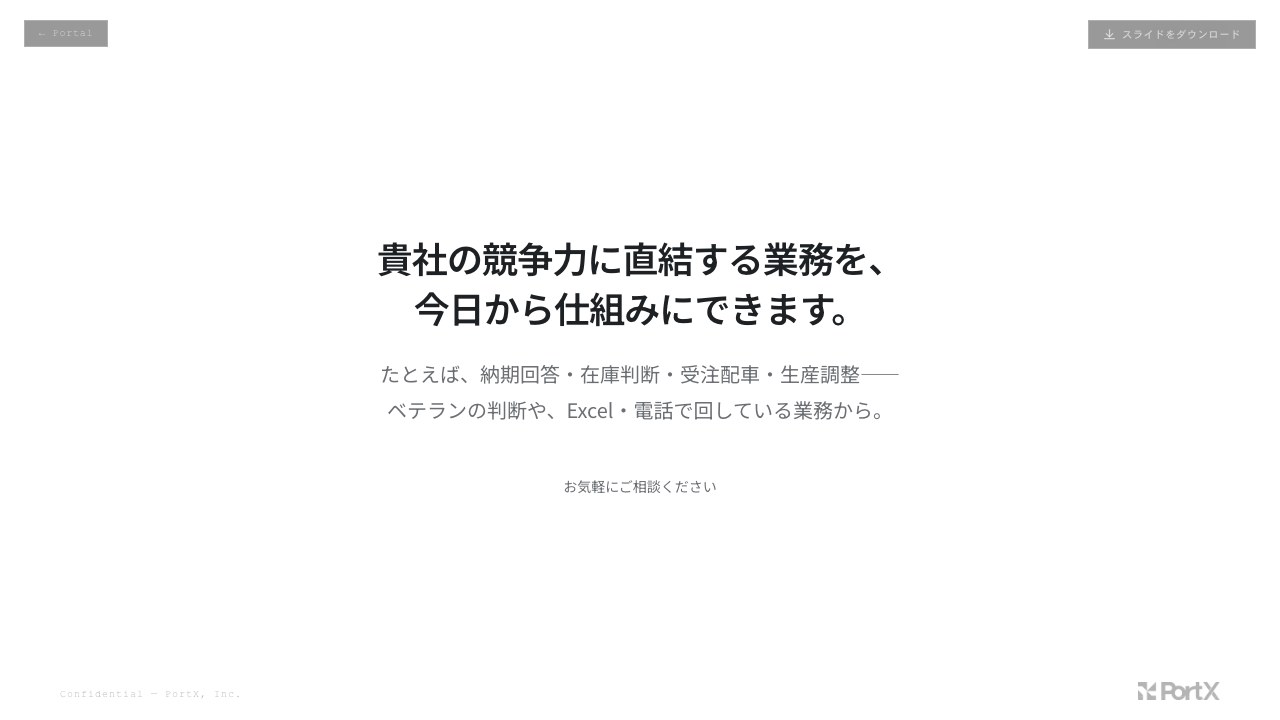 ← Portal
スライドをダウンロード
貴社の競争力に直結する業務を、
今日から仕組みにできます。
たとえば、納期回答・在庫判断・受注配車・生産調整——
ベテランの判断や、Excel・電話で回している業務から。
お気軽にご相談ください
Confidential — PortX, Inc.
PortX